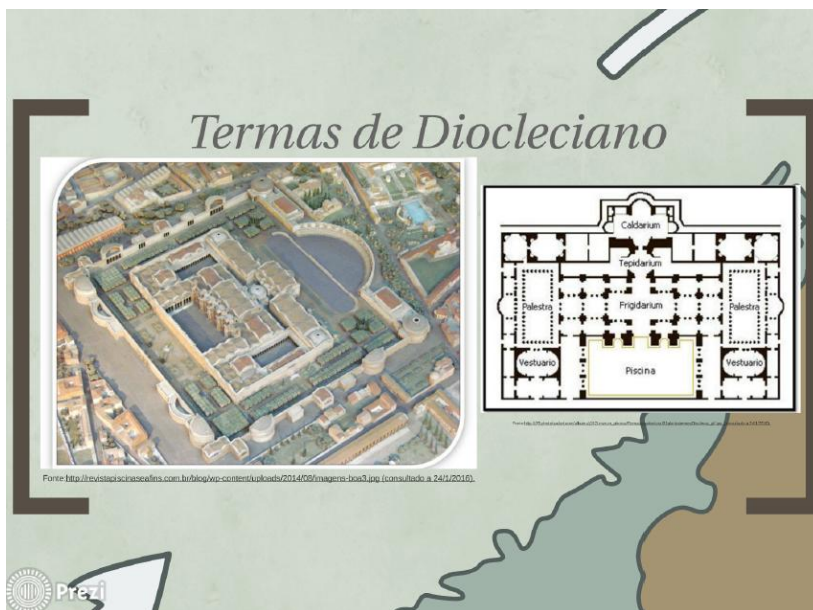 Termas de Diocleciano
Caldarium
Tepidarium
Palestra
Frigidarium
Palestra
Vestuario
Piscina
Vestuario
Fonte:http://revistapiscinaseafins.com.br/blog/wp-content/uploads/2014/08/imagens-boa3.jpg (consultado a 24/1/2016).
Prezi